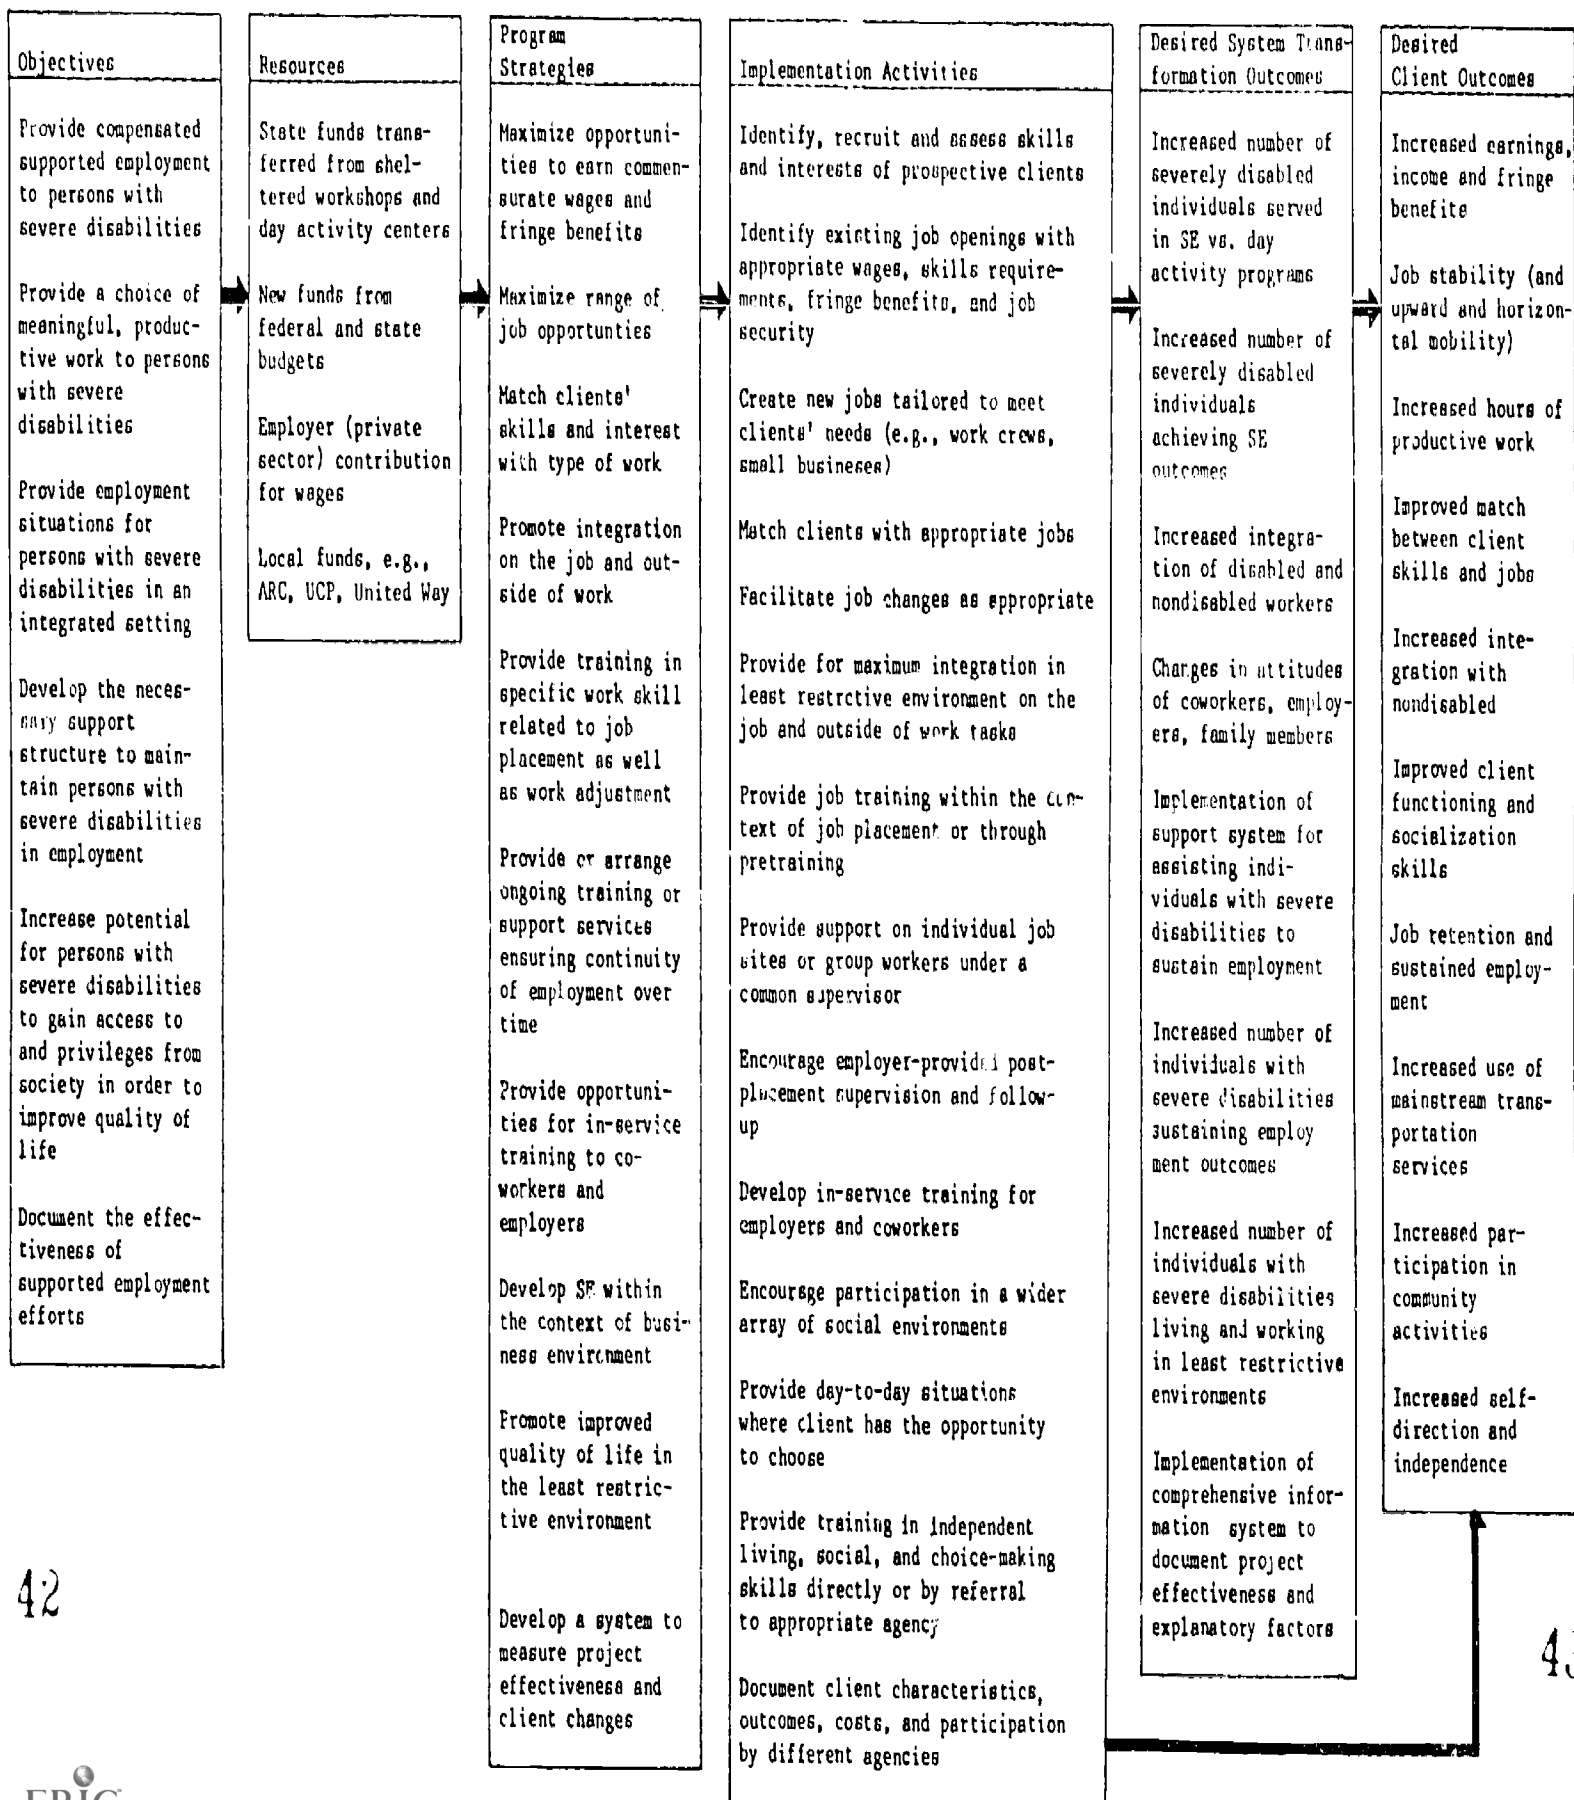 Objectives
Provide compensated
supported employment
to persons with
severe disabilities
Provide a choice of
meaningful, produc-
tive work to persons
with severe
disabilities
Provide employment
situations for
persons with severe
disabilities in an
integrated setting
Develop the neces-
sary support
structure to main-
tain persons with
severe disabilities
in employment
Increase potential
for persons with
severe disabilities
to gain access to
and privileges from
society in order to
improve quality of
life
Document the effec-
tiveness of
supported employment
efforts
Resources
State funds trans-
ferred from shel-
tered workshops and
day activity centers
New funds from
federal and state
budgets
Employer (private
sector) contribution
for wages
Local funds, e.g.,
ARC, UCP, United Way
Program
Strategies
Maximize opportuni-
ties to earn commen-
surate wages and
fringe benefits
Maximize range of
job opportunties
Match clients'
skills and interest
with type of work
Promote integration
on the job and out-
side of work
Provide training in
specific work skill
related to job
placement as well
as work adjustment
Provide or arrange
ongoing training or
support services
ensuring continuity
of employment over
time
Provide opportuni-
ties for in-service
training to co-
workers and
employers
Develop SE within
the context of busi-
ness environment
Promote improved
quality of life in
the least restric-
tive environment
Develop a system to
measure project
effectiveness and
client changes
Implementation Activities
Identify, recruit and assess skills
and interests of prospective clients
Identify existing job openings with
appropriate wages, skills require-
ments, fringe benefits, and job
security
Create new jobs tailored to meet
clients' needs (e.g., work crews,
small busineses)
Match clients with appropriate jobs
Facilitate job changes as appropriate
Provide for maximum integration in
least restrctive environment on the
job and outside of work tasks
Provide job training within the con-
text of job placement or through
pretraining
Provide support on individual job
sites or group workers under a
common supervisor
Encourage employer-provided post-
placement supervision and follow-
up
Develop in-service training for
employers and coworkers
Encourage participation in a wider
array of social environments
Provide day-to-day situations
where client has the opportunity
to choose
Provide training in independent
living, social, and choice-making
skills directly or by referral
to appropriate agency
Document client characteristics,
outcomes, costs, and participation
by different agencies
Desired System Trans-
formation Outcomes
Increased number of
severely disabled
individuals served
in SE vs. day
activity programs
Increased number of
severely disabled
individuals
achieving SE
outcomes
Increased integra-
tion of disabled and
nondisabled workers
Changes in attitudes
of coworkers, employ-
ers, family members
Implementation of
support system for
assisting indi-
viduals with severe
disabilities to
sustain employment
Increased number of
individuals with
severe disabilities
sustaining employ
ment outcomes
Increased number of
individuals with
severe disabilities
living and working
in least restrictive
environments
Implementation of
comprehensive infor-
mation system to
document project
effectiveness and
explanatory factors
Desired
Client Outcomes
Increased earnings,
income and fringe
benefits
Job stability (and
upward and horizon-
tal mobility)
Increased hours of
productive work
Improved match
between client
skills and jobs
Increased inte-
gration with
nondisabled
Improved client
functioning and
socialization
skills
Job retention and
sustained employ-
ment
Increased use of
mainstream trans-
portation
services
Increased par-
ticipation in
community
activities
Increased self-
direction and
independence
42
ERIC